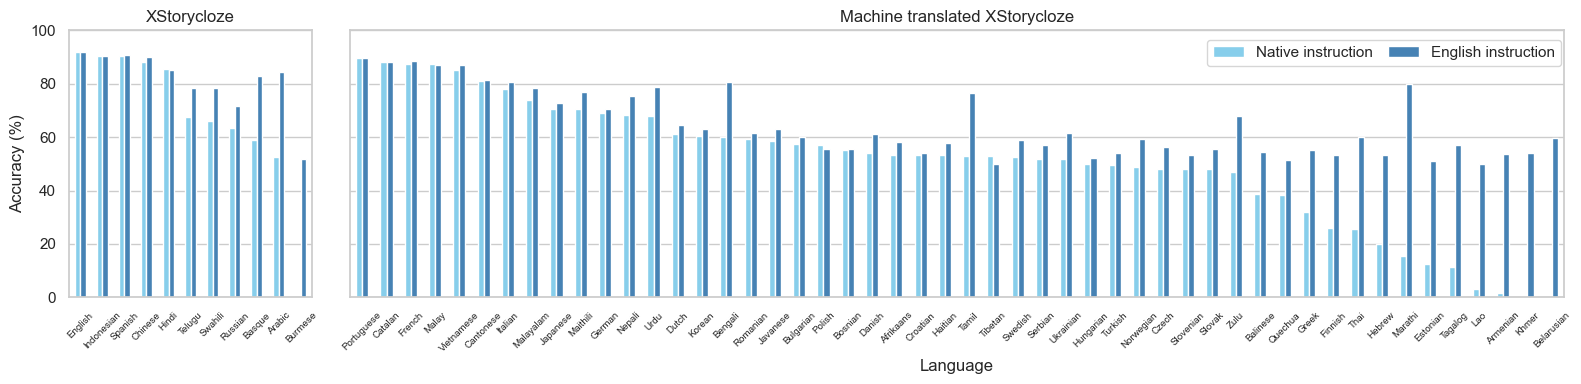 XStorycloze
Machine translated XStorycloze
Native instruction
English instruction
Accuracy (%)
100
80
60
40
20
0
English
Indonesian
Spanish
Chinese
Hindi
Telugu
Swahili
Russian
Basque
Arabic
Burmese
Portuguese
Catalan
French
Malay
Vietnamese
Cantonese
Italian
Malayalam
Japanese
Maithili
German
Nepali
Urdu
Dutch
Korean
Bengali
Romanian
Javanese
Bulgarian
Polish
Bosnian
Danish
Afrikaans
Croatian
Haitian
Tamil
Tibetan
Swedish
Serbian
Ukrainian
Hungarian
Turkish
Norwegian
Czech
Slovenian
Slovak
Zulu
Balinese
Quechua
Greek
Finnish
Thai
Hebrew
Marathi
Estonian
Tagalog
Lao
Armenian
Khmer
Belarusian
Language